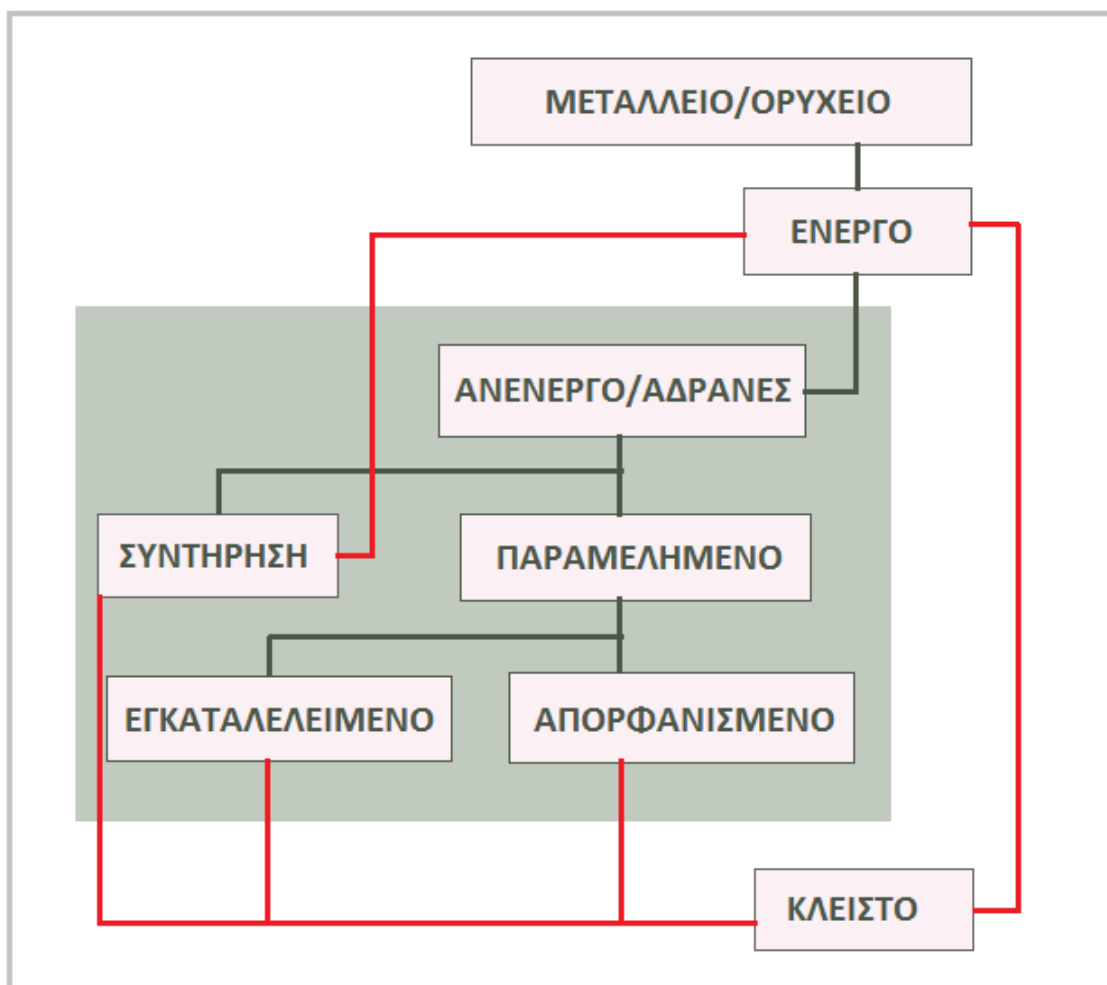 ΜΕΤΑΛΛΕΙΟ/ΟΡΥΧΕΙΟ
ΕΝΕΡΓΟ
ΑΝΕΝΕΡΓΟ/ΑΔΡΑΝΕΣ
ΣΥΝΤΗΡΗΣΗ
ΠΑΡΑΜΕΛΗΜΕΝΟ
ΕΓΚΑΤΑΛΕΛΕΙΜΕΝΟ
ΑΠΟΡΦΑΝΙΣΜΕΝΟ
ΚΛΕΙΣΤΟ